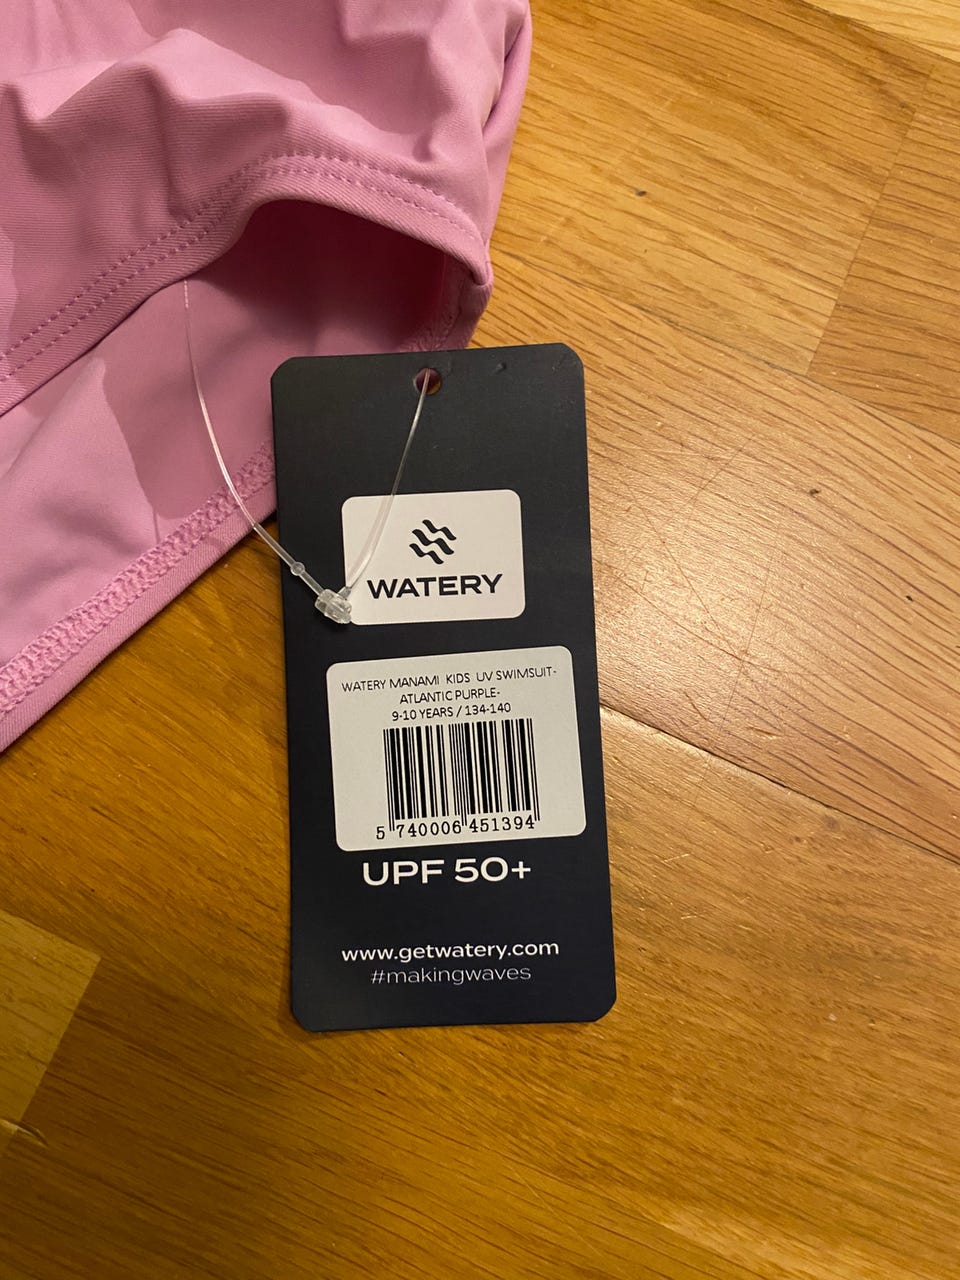 WATERY
WATERY MANAMI KIDS UV SWIMSUIT-
ATLANTIC PURPLE-
9-10 YEARS / 134-140
5 740006 451394
UPF 50+
www.getwatery.com
#makingwaves